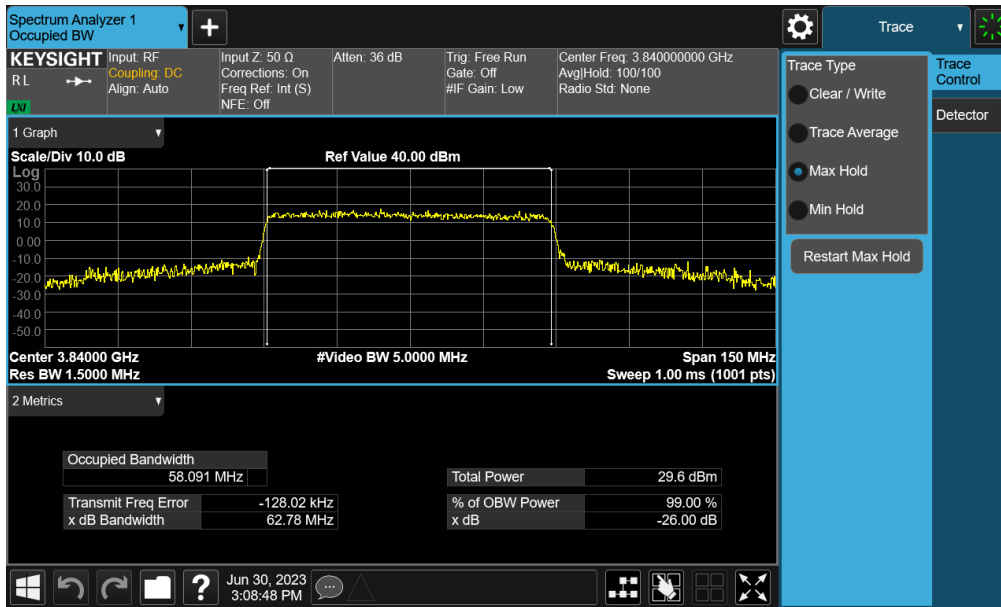 Spectrum Analyzer 1
Occupied BW
+
Trace
KEYSIGHT
R L
LXI
Input: RF
Coupling: DC
Align: Auto
Input Z: 50 Ω
Corrections: On
Freq Ref: Int (S)
NFE: Off
Atten: 36 dB
Trig: Free Run
Gate: Off
#IF Gain: Low
Center Freq: 3.840000000 GHz
Avg|Hold: 100/100
Radio Std: None
Trace Type
Clear / Write
Trace Average
Max Hold
Min Hold
Restart Max Hold
Trace
Control
Detector
1 Graph
Scale/Div 10.0 dB
Ref Value 40.00 dBm
Log
30.0
20.0
10.0
0.00
-10.0
-20.0
-30.0
-40.0
-50.0
Center 3.84000 GHz
#Video BW 5.0000 MHz
Span 150 MHz
Res BW 1.5000 MHz
Sweep 1.00 ms (1001 pts)
2 Metrics
Occupied Bandwidth
58.091 MHz
Total Power 29.6 dBm
Transmit Freq Error -128.02 kHz
% of OBW Power 99.00 %
x dB Bandwidth 62.78 MHz
x dB -26.00 dB
?
Jun 30, 2023
3:08:48 PM